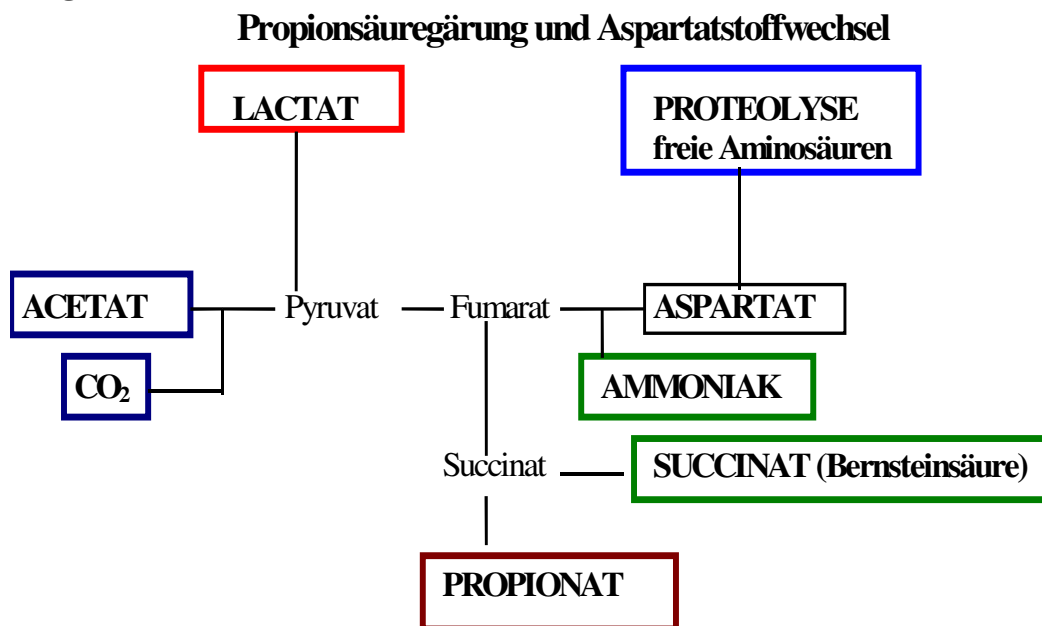 Propionsäuregärung und Aspartatstoffwechsel
LACTAT
PROTEOLYSE
freie Aminosäuren
ACETAT
Pyruvat
Fumarat
ASPARTAT
CO₂
AMMONIAK
Succinat
SUCCINAT (Bernsteinsäure)
PROPIONAT